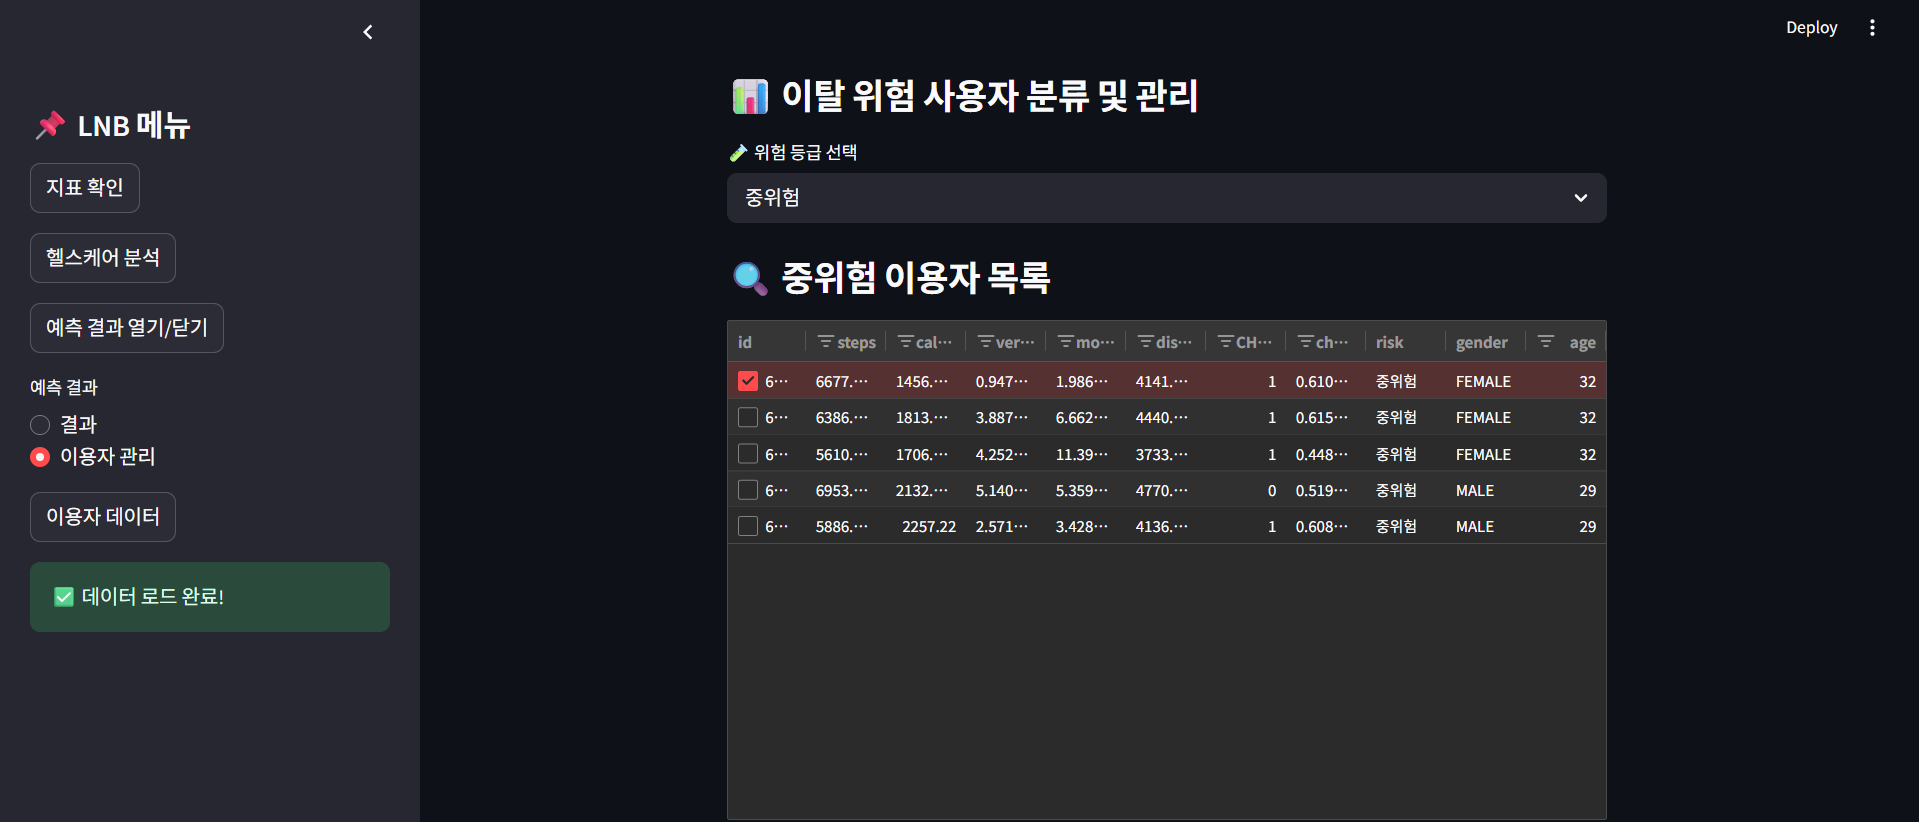 Deploy
LNB 메뉴
지표 확인
헬스케어 분석
예측 결과 열기/닫기
예측 결과
결과
이용자 관리
이용자 데이터
데이터 로드 완료!
이탈 위험 사용자 분류 및 관리
위험 등급 선택
중위험
중위험 이용자 목록
id steps cal··· ver··· mo··· dis··· CH··· ch··· risk gender age
6··· 6677.··· 1456.··· 0.947··· 1.986··· 4141.··· 1 0.610··· 중위험 FEMALE 32
6··· 6386.··· 1813.··· 3.887··· 6.662··· 4440.··· 1 0.615··· 중위험 FEMALE 32
6··· 5610.··· 1706.··· 4.252··· 11.39··· 3733.··· 1 0.448··· 중위험 FEMALE 32
6··· 6953.··· 2132.··· 5.140··· 5.359··· 4770.··· 0 0.519··· 중위험 MALE 29
6··· 5886.··· 2257.22 2.571··· 3.428··· 4136.··· 1 0.608··· 중위험 MALE 29